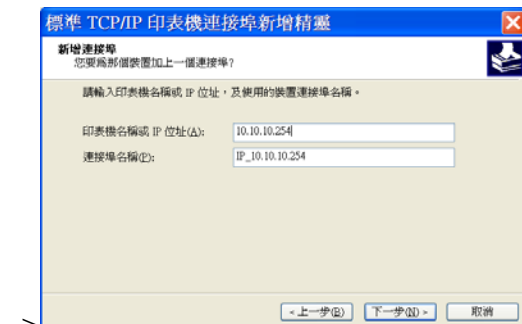 標準 TCP/IP 印表機連接埠新增精靈
新增連接埠
您要為那個裝置加上一個連接埠?
請輸入印表機名稱或 IP 位址，及使用的裝置連接埠名稱。
印表機名稱或 IP 位址(A): 10.10.10.254
連接埠名稱(P): IP_10.10.10.254
<上一步(B) 下一步(N)> 取消